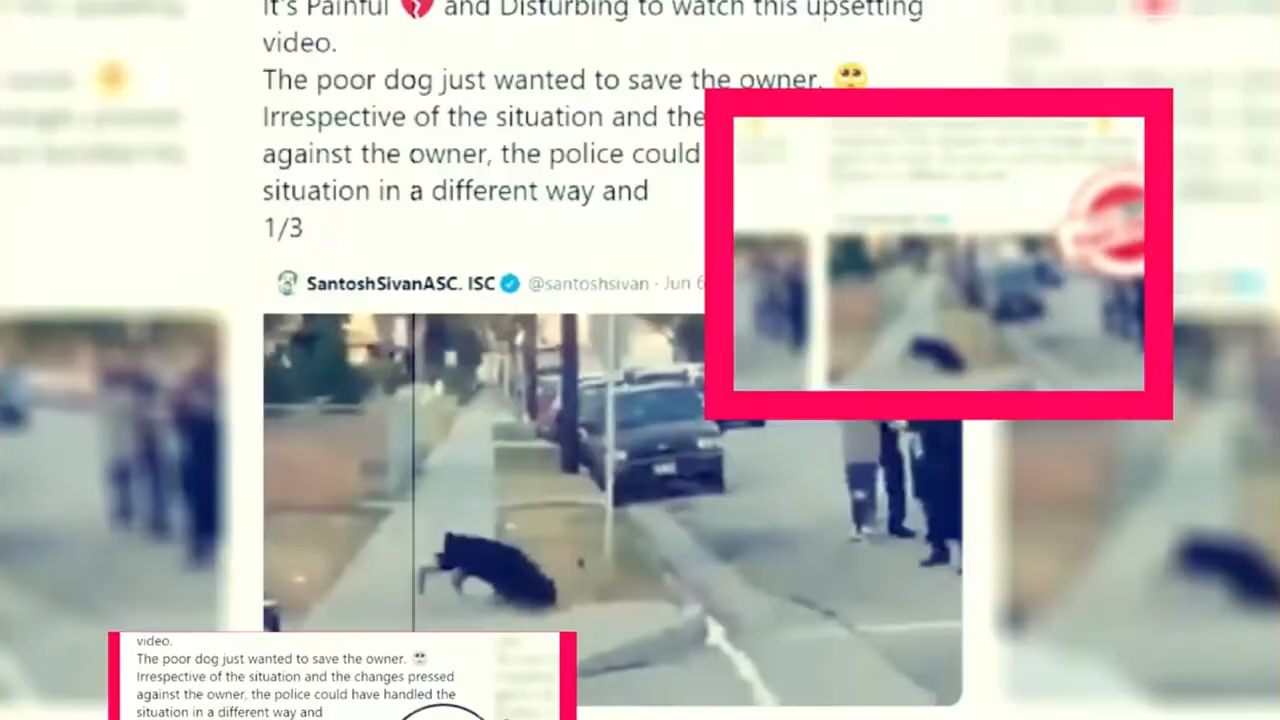 It's Painful 💔 and Disturbing to watch this upsetting
video.
The poor dog just wanted to save the owner. 🥺
Irrespective of the situation and the
against the owner, the police could
situation in a different way and
1/3
SantoshSivanASC. ISC @santoshsivan · Jun 6
video.
The poor dog just wanted to save the owner. 🥺
Irrespective of the situation and the changes pressed
against the owner, the police could have handled the
situation in a different way and